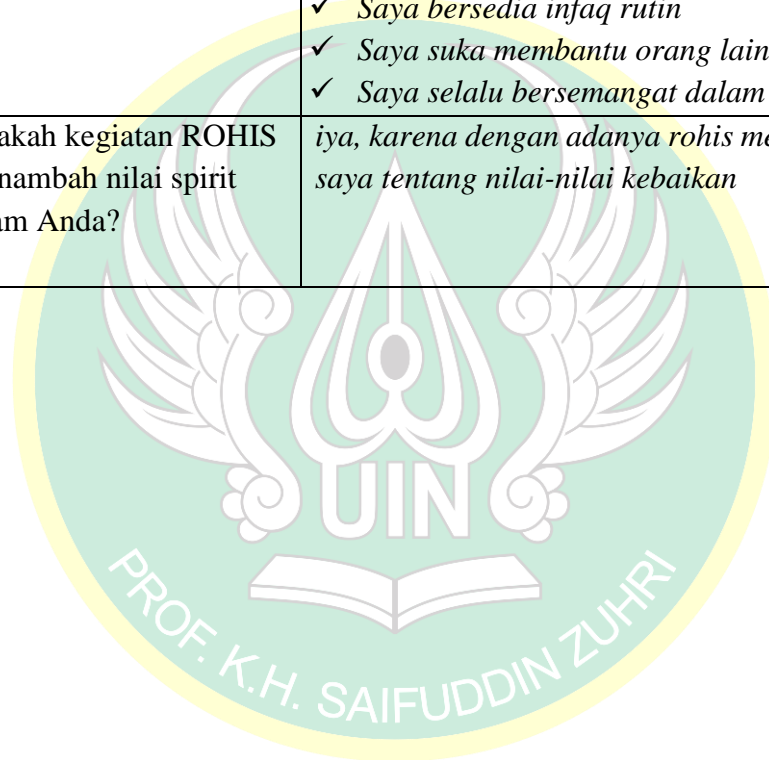 ✓ Saya bersedia infaq rutin
✓ Saya suka membantu orang lain
✓ Saya selalu bersemangat dalam
akah kegiatan ROHIS
nambah nilai spirit
am Anda?
iya, karena dengan adanya rohis me
saya tentang nilai-nilai kebaikan
UIN
PROF. K.H. SAIFUDDIN ZUHRI